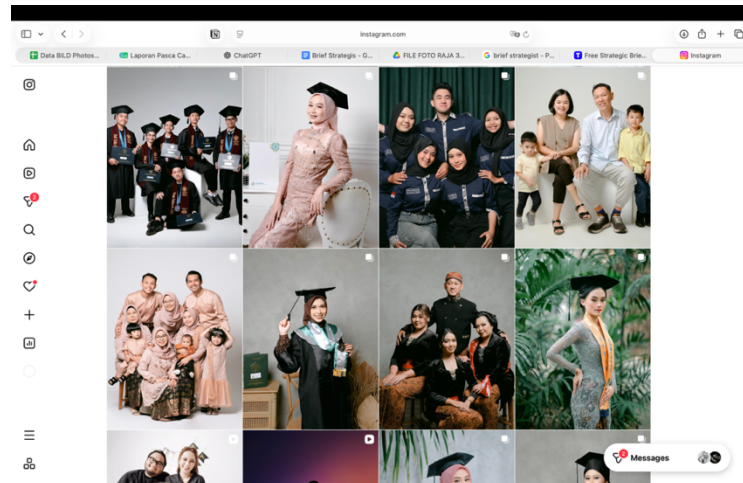 instagram.com
Data BILD Photos...
Laporan Pasca Ca...
ChatGPT
Brief Strategis - G...
FILE FOTO RAJA 3...
brief strategist - P...
Free Strategic Brie...
Instagram
2
2
Messages